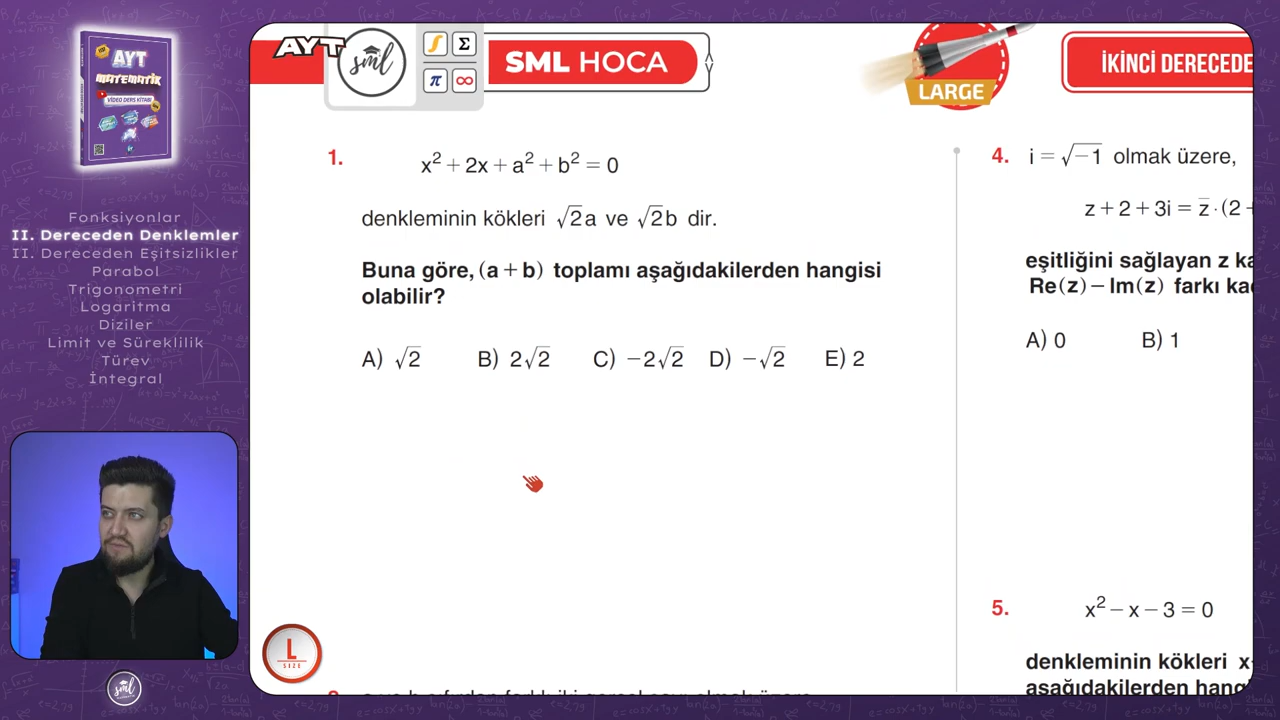 AYT
MATEMATİK
VİDEO DERS KİTABI
Fonksiyonlar
II. Dereceden Denklemler
II. Dereceden Eşitsizlikler
Parabol
Trigonometri
Logaritma
Diziler
Limit ve Süreklilik
Türev
İntegral
sml
AYT
sml
∫ Σ
π ∞
SML HOCA
LARGE
İKİNCİ DERECEDE
1. x² + 2x + a² + b² = 0
denkleminin kökleri √2a ve √2b dir.
Buna göre, (a + b) toplamı aşağıdakilerden hangisi
olabilir?
A) √2 B) 2√2 C) −2√2 D) −√2 E) 2
L
SIZE
4. i = √−1 olmak üzere,
z + 2 + 3i = z̅ · (2 +
eşitliğini sağlayan z ka
Re(z) − Im(z) farkı kaç
A) 0 B) 1
5. x² − x − 3 = 0
denkleminin kökleri x
aşağıdakilerden hang